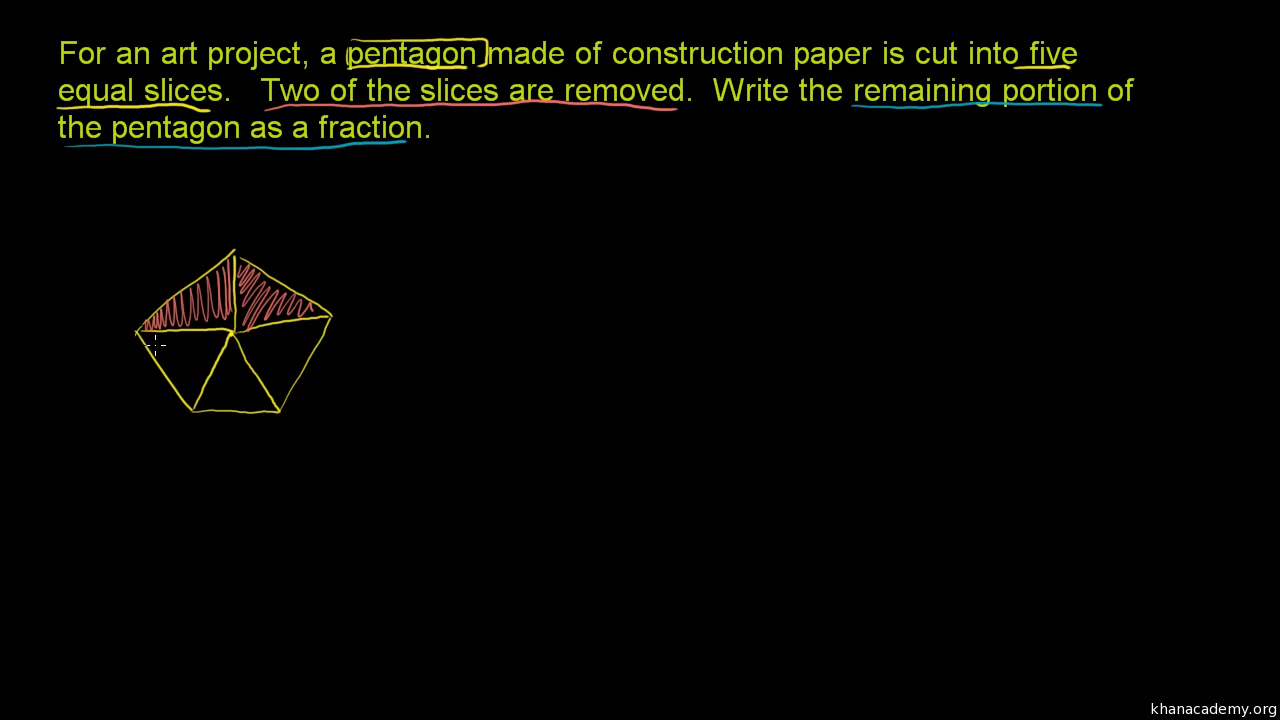 For an art project, a pentagon made of construction paper is cut into five
equal slices. Two of the slices are removed. Write the remaining portion of
the pentagon as a fraction.
khanacademy.org